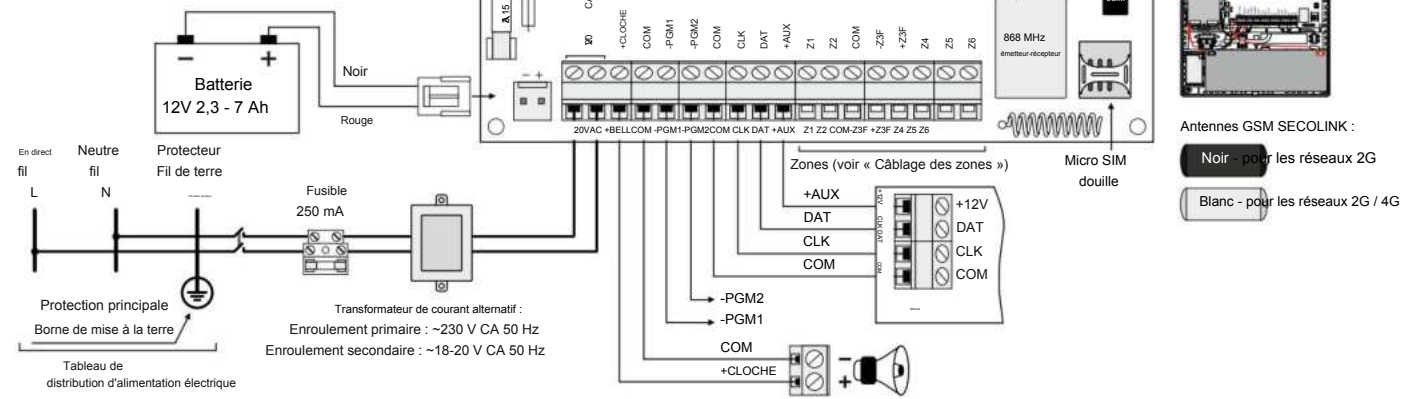 A 15
CA
20
+CLOCHE
COM
-PGM1
-PGM2
COM
CLK
DAT
+AUX
Z1
Z2
COM
-Z3F
+Z3F
Z4
Z5
Z6
868 MHz
émetteur-récepteur
Batterie
12V 2,3 - 7 Ah
Noir
Rouge
20VAC +BELLCOM -PGM1-PGM2COM CLK DAT +AUX Z1 Z2 COM-Z3F +Z3F Z4 Z5 Z6
Zones (voir « Câblage des zones »)
Micro SIM
douille
Antennes GSM SECOLINK :
Noir - pour les réseaux 2G
Blanc - pour les réseaux 2G / 4G
En direct
fil
L
Neutre
fil
N
Protecteur
Fil de terre
Fusible
250 mA
+AUX
DAT
CLK
COM
+12V
CLK DAT
COM
+12V
DAT
CLK
COM
-PGM2
-PGM1
COM
+CLOCHE
Protection principale
Borne de mise à la terre
Tableau de
distribution d'alimentation électrique
Transformateur de courant alternatif :
Enroulement primaire : ~230 V CA 50 Hz
Enroulement secondaire : ~18-20 V CA 50 Hz